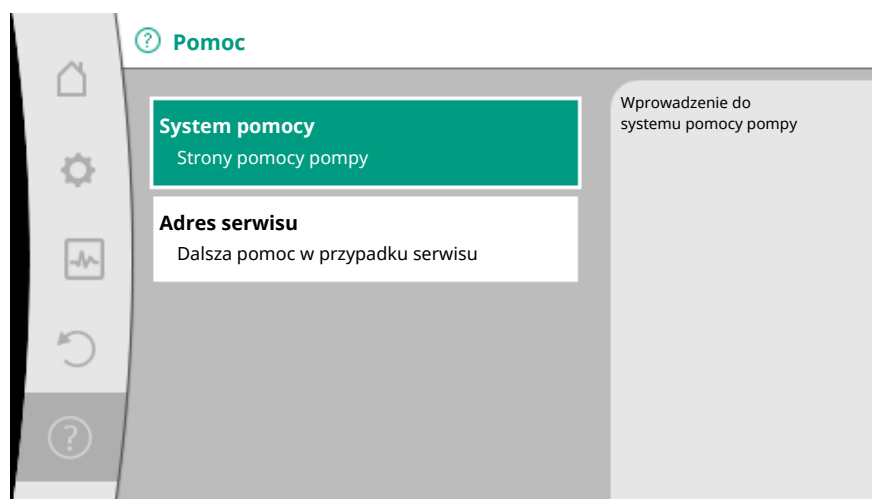 Pomoc
System pomocy
Strony pomocy pompy
Adres serwisu
Dalsza pomoc w przypadku serwisu
Wprowadzenie do
systemu pomocy pompy